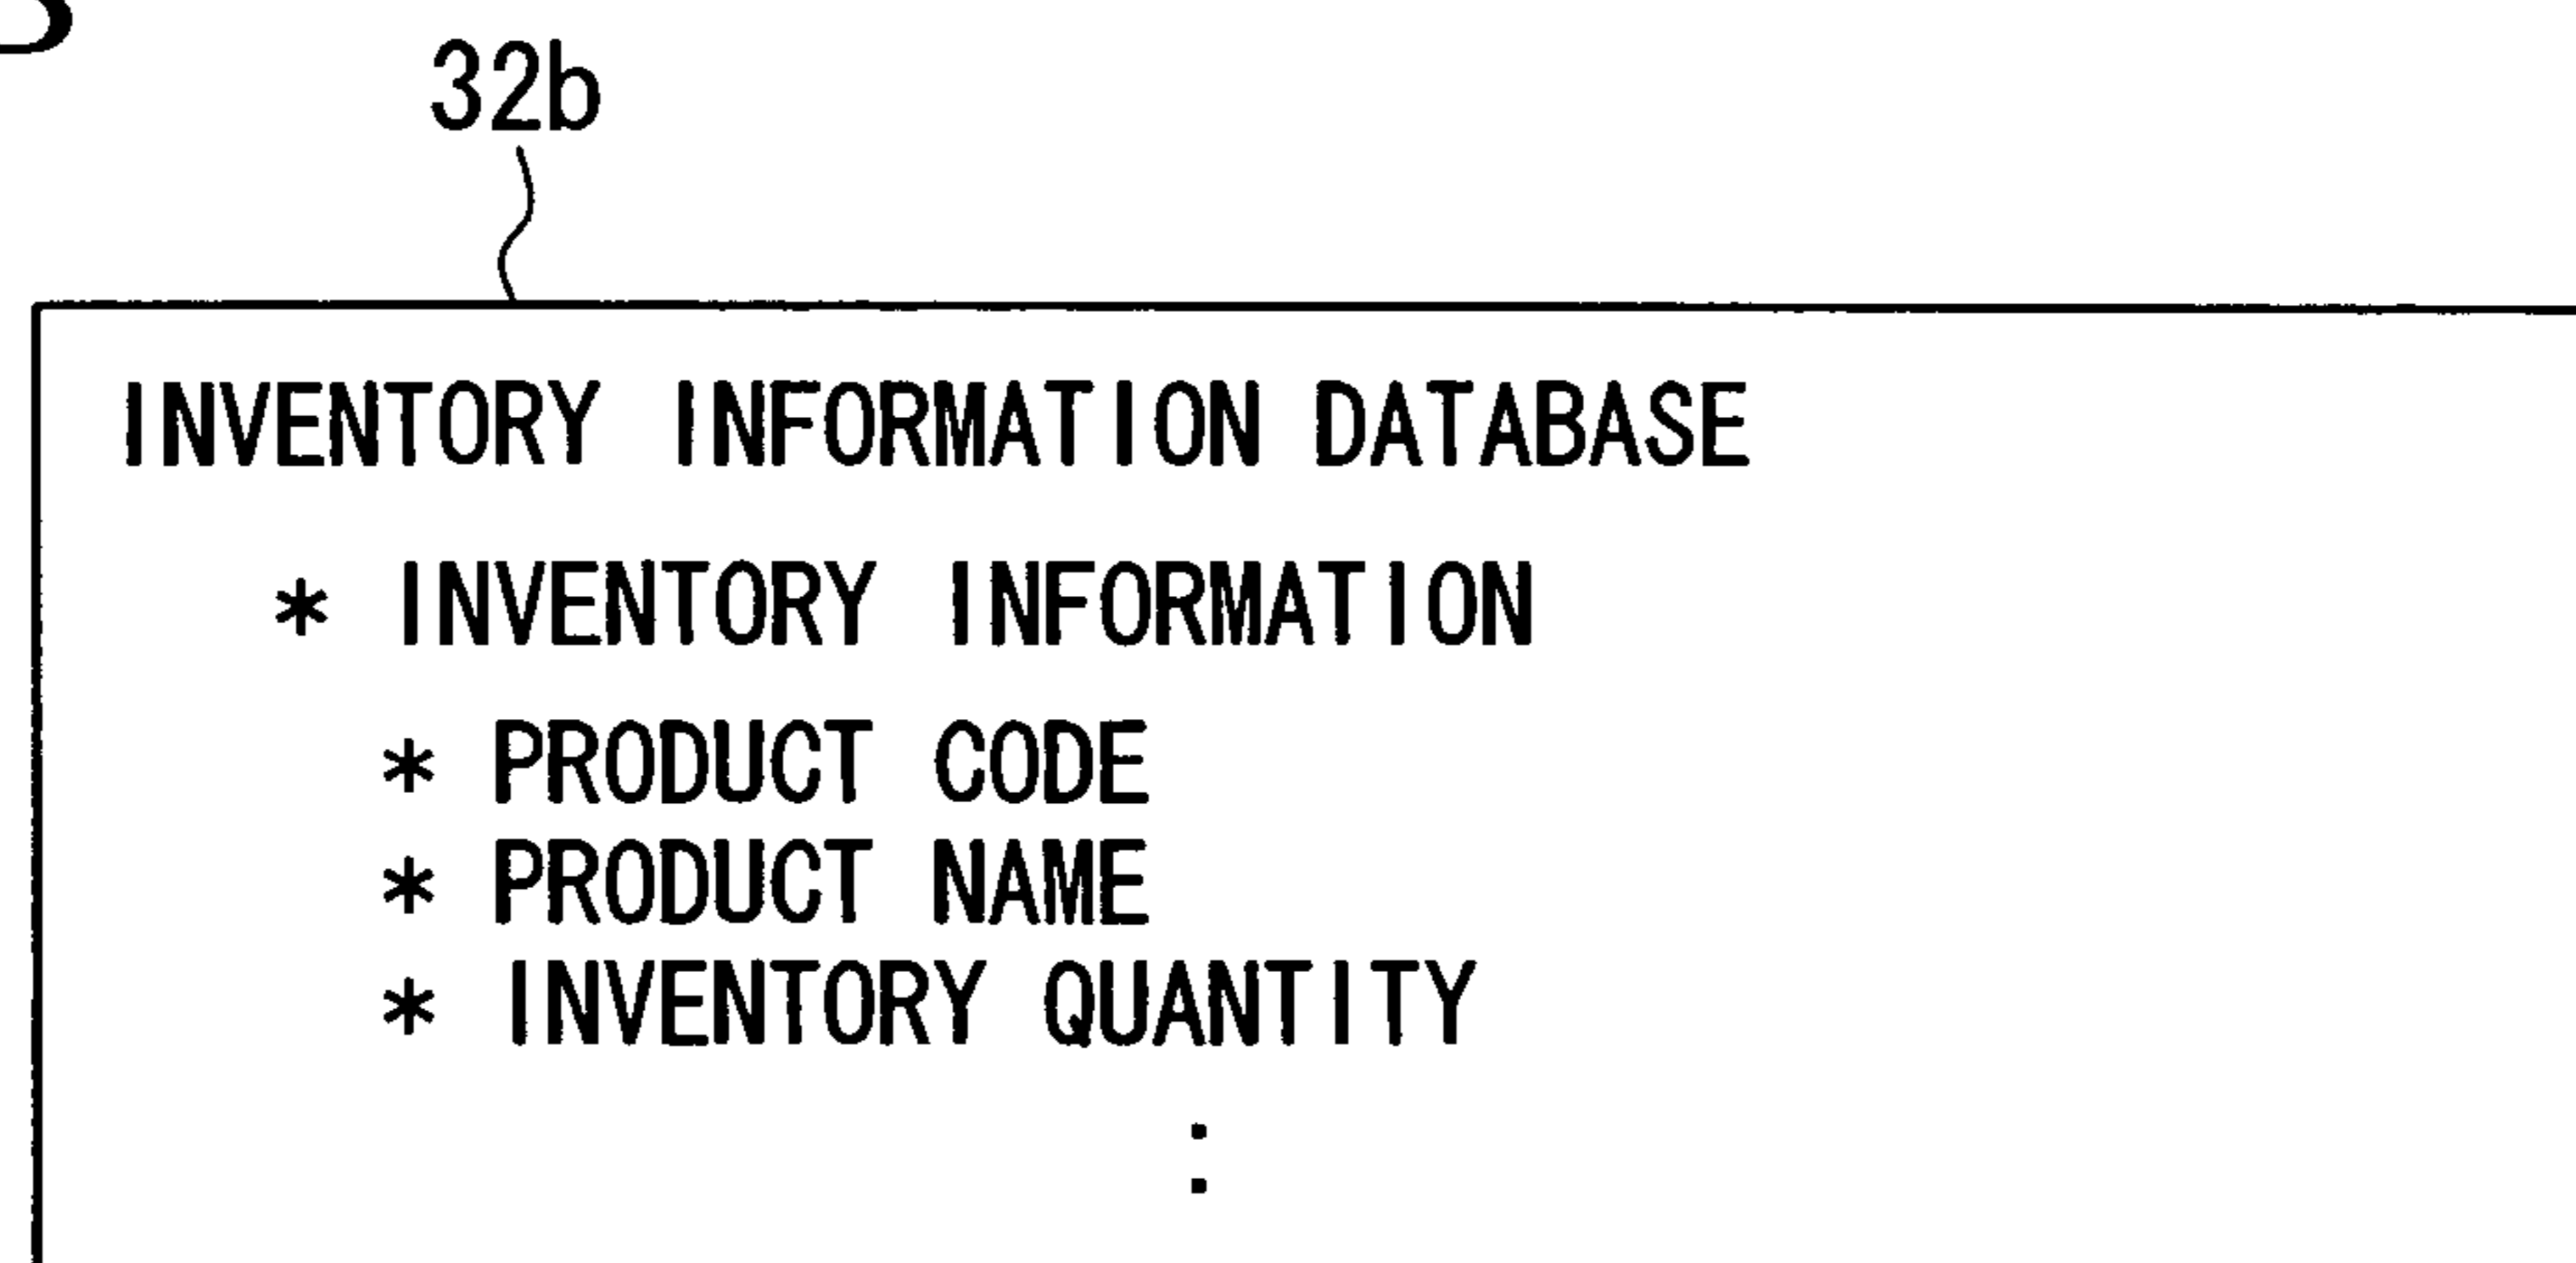 32b
INVENTORY INFORMATION DATABASE
* INVENTORY INFORMATION
* PRODUCT CODE
* PRODUCT NAME
* INVENTORY QUANTITY
: